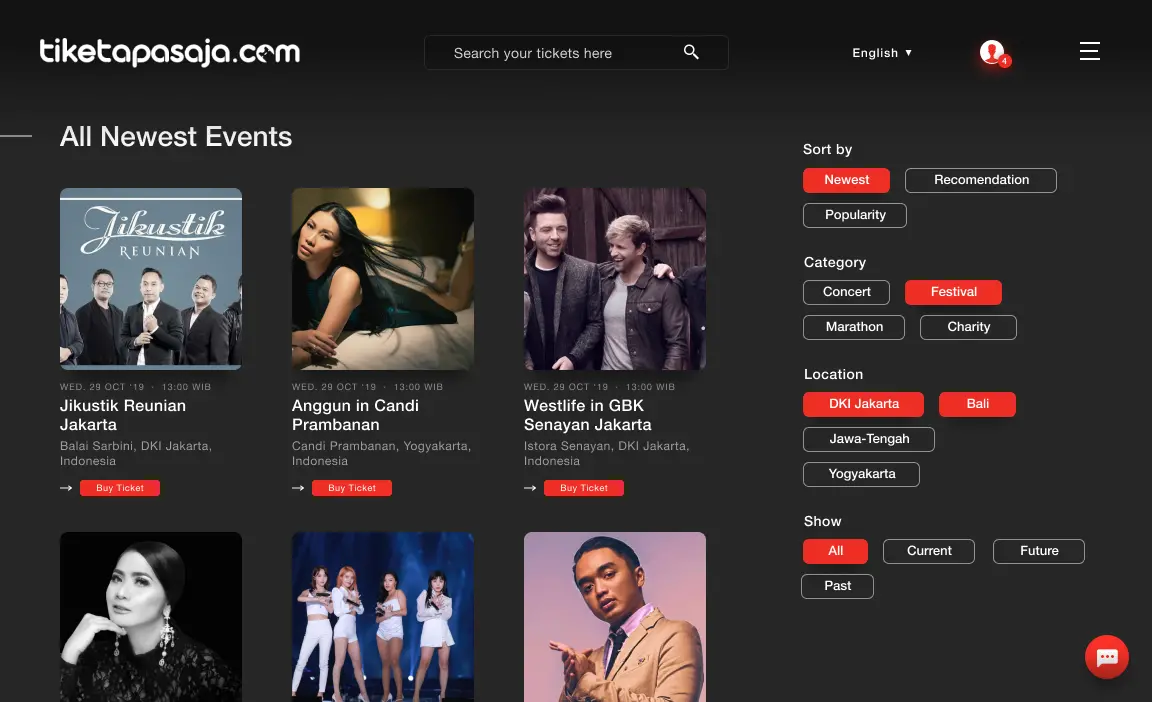 tiketapasaja.com
Search your tickets here
English ▼
4
All Newest Events
Jikustik
REUNIAN
WED. 29 OCT '19 · 13:00 WIB
Jikustik Reunian
Jakarta
Balai Sarbini, DKI Jakarta,
Indonesia
Buy Ticket
WED. 29 OCT '19 · 13:00 WIB
Anggun in Candi
Prambanan
Candi Prambanan, Yogyakarta,
Indonesia
Buy Ticket
WED. 29 OCT '19 · 13:00 WIB
Westlife in GBK
Senayan Jakarta
Istora Senayan, DKI Jakarta,
Indonesia
Buy Ticket
Sort by
Newest
Recomendation
Popularity
Category
Concert
Festival
Marathon
Charity
Location
DKI Jakarta
Bali
Jawa-Tengah
Yogyakarta
Show
All
Current
Future
Past